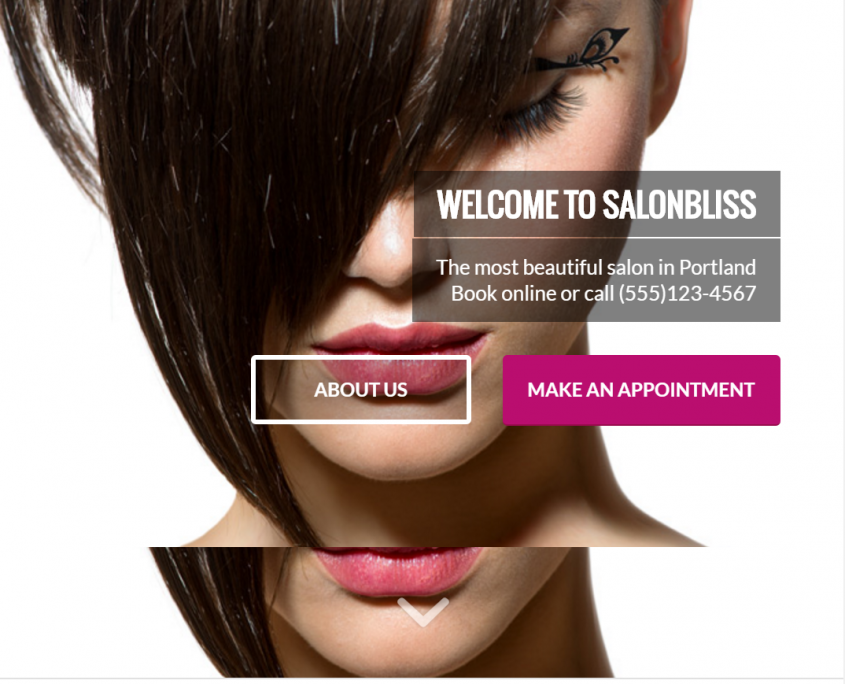 WELCOME TO SALONBLISS
The most beautiful salon in Portland
Book online or call (555)123-4567
ABOUT US
MAKE AN APPOINTMENT